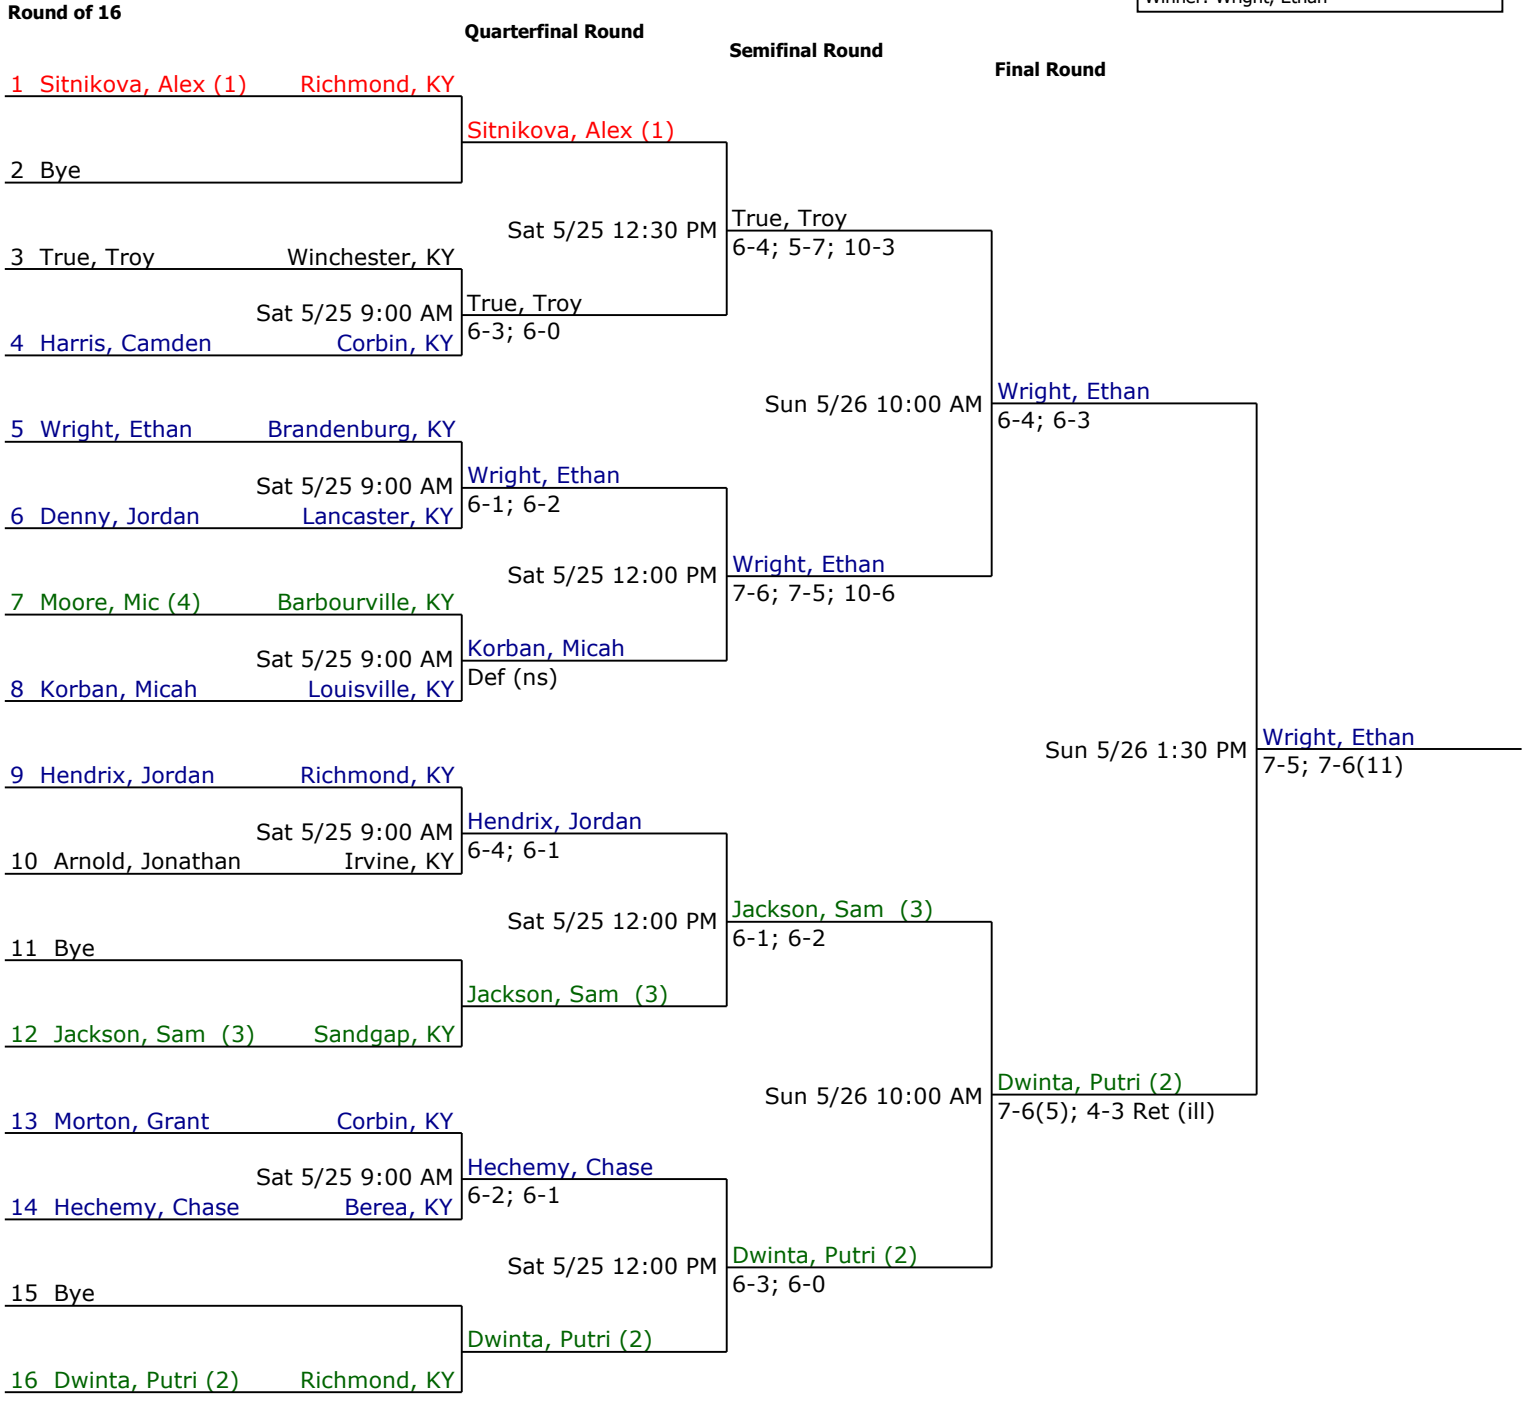 Winner: Wright, Ethan
Round of 16
Quarterfinal Round
Semifinal Round
Final Round
1 Sitnikova, Alex (1) Richmond, KY
Sitnikova, Alex (1)
2 Bye
Sat 5/25 12:30 PM
True, Troy
6-4; 5-7; 10-3
3 True, Troy Winchester, KY
Sat 5/25 9:00 AM
True, Troy
6-3; 6-0
4 Harris, Camden Corbin, KY
Sun 5/26 10:00 AM
Wright, Ethan
6-4; 6-3
5 Wright, Ethan Brandenburg, KY
Sat 5/25 9:00 AM
Wright, Ethan
6-1; 6-2
6 Denny, Jordan Lancaster, KY
Sat 5/25 12:00 PM
Wright, Ethan
7-6; 7-5; 10-6
7 Moore, Mic (4) Barbourville, KY
Sat 5/25 9:00 AM
Korban, Micah
Def (ns)
8 Korban, Micah Louisville, KY
Sun 5/26 1:30 PM
Wright, Ethan
7-5; 7-6(11)
9 Hendrix, Jordan Richmond, KY
Sat 5/25 9:00 AM
Hendrix, Jordan
6-4; 6-1
10 Arnold, Jonathan Irvine, KY
Sat 5/25 12:00 PM
Jackson, Sam (3)
6-1; 6-2
11 Bye
Jackson, Sam (3)
12 Jackson, Sam (3) Sandgap, KY
Sun 5/26 10:00 AM
Dwinta, Putri (2)
7-6(5); 4-3 Ret (ill)
13 Morton, Grant Corbin, KY
Sat 5/25 9:00 AM
Hechemy, Chase
6-2; 6-1
14 Hechemy, Chase Berea, KY
Sat 5/25 12:00 PM
Dwinta, Putri (2)
6-3; 6-0
15 Bye
Dwinta, Putri (2)
16 Dwinta, Putri (2) Richmond, KY